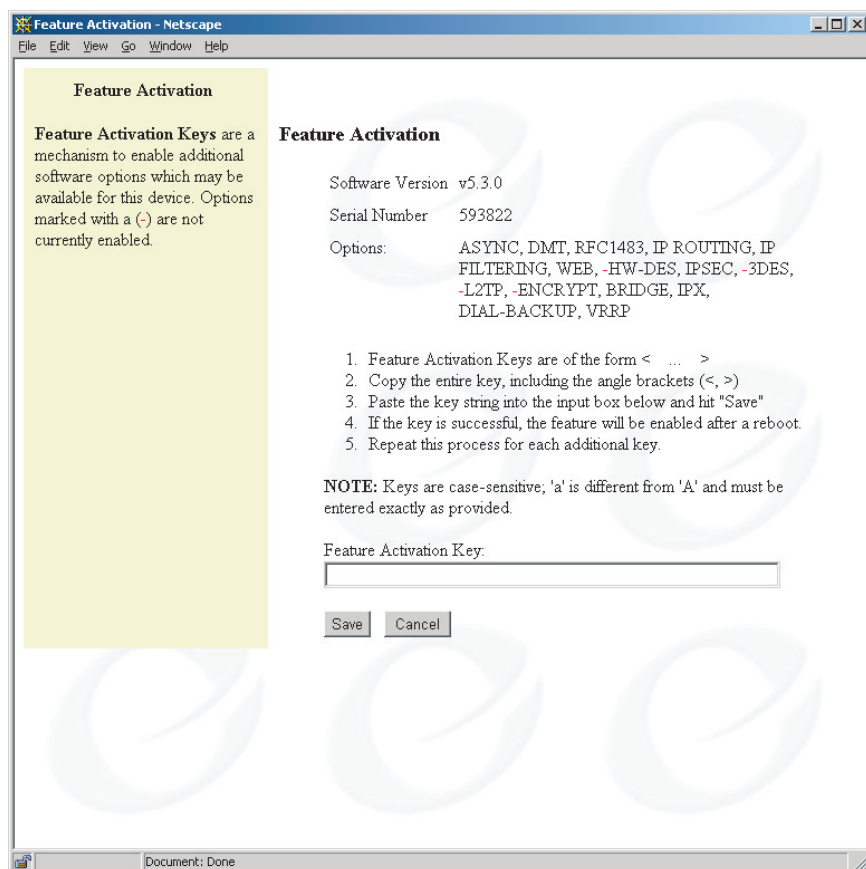 Feature Activation - Netscape
File Edit View Go Window Help
Feature Activation
Feature Activation Keys are a
mechanism to enable additional
software options which may be
available for this device. Options
marked with a (-) are not
currently enabled.
Feature Activation
Software Version v5.3.0
Serial Number 593822
Options: ASYNC, DMT, RFC1483, IP ROUTING, IP
FILTERING, WEB, -HW-DES, IPSEC, -3DES,
-L2TP, -ENCRYPT, BRIDGE, IPX,
DIAL-BACKUP, VRRP
1. Feature Activation Keys are of the form < ... >
2. Copy the entire key, including the angle brackets (<, >)
3. Paste the key string into the input box below and hit "Save"
4. If the key is successful, the feature will be enabled after a reboot.
5. Repeat this process for each additional key.
NOTE: Keys are case-sensitive; 'a' is different from 'A' and must be
entered exactly as provided.
Feature Activation Key:
Save Cancel
Document: Done